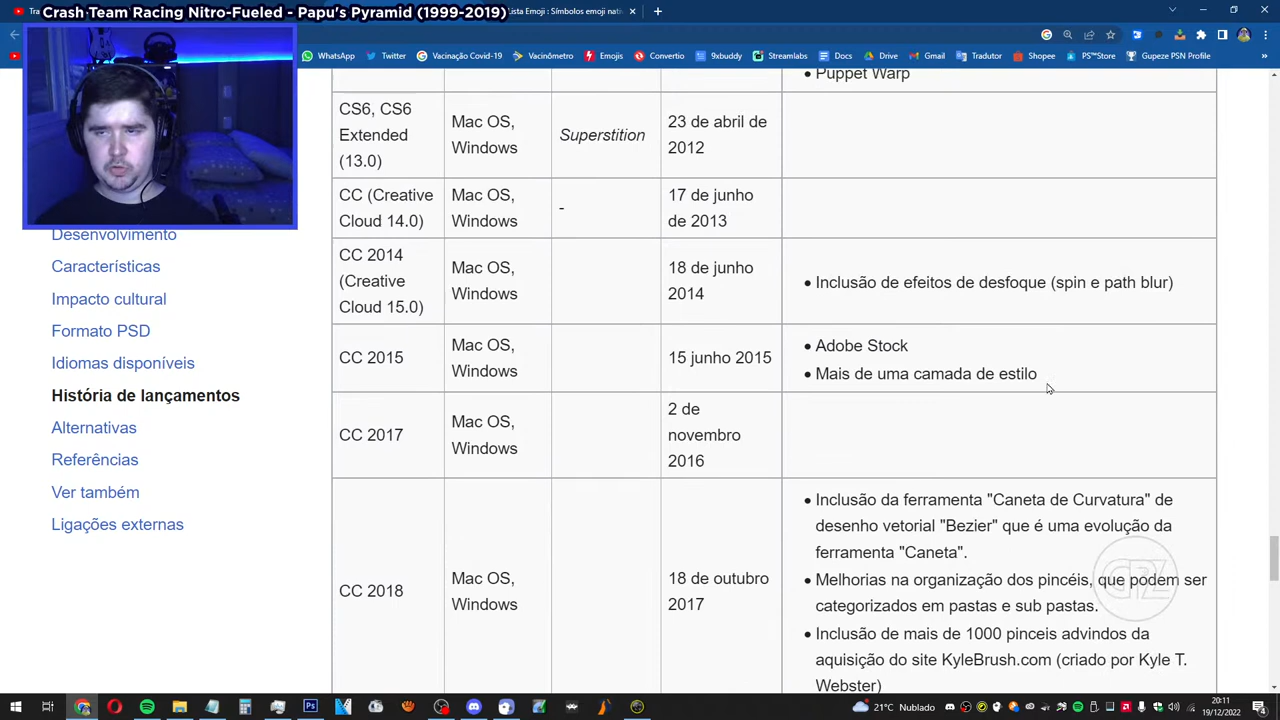 Crash Team Racing Nitro-Fueled - Papu's Pyramid (1999-2019)
Lista Emoji : Símbolos emoji nati
WhatsApp
Twitter
Vacinação Covid-19
Vacinômetro
Emojis
Convertio
9xbuddy
Streamlabs
Docs
Drive
Gmail
Tradutor
Shopee
PS™Store
Gupeze PSN Profile
Puppet Warp
CS6, CS6
Extended
(13.0)
Mac OS,
Windows
Superstition
23 de abril de
2012
CC (Creative
Cloud 14.0)
Mac OS,
Windows
-
17 de junho
de 2013
CC 2014
(Creative
Cloud 15.0)
Mac OS,
Windows
18 de junho
2014
Inclusão de efeitos de desfoque (spin e path blur)
CC 2015
Mac OS,
Windows
15 junho 2015
Adobe Stock
Mais de uma camada de estilo
CC 2017
Mac OS,
Windows
2 de
novembro
2016
CC 2018
Mac OS,
Windows
18 de outubro
2017
Inclusão da ferramenta "Caneta de Curvatura" de
desenho vetorial "Bezier" que é uma evolução da
ferramenta "Caneta".
Melhorias na organização dos pincéis, que podem ser
categorizados em pastas e sub pastas.
Inclusão de mais de 1000 pinceis advindos da
aquisição do site KyleBrush.com (criado por Kyle T.
Webster)
Desenvolvimento
Características
Impacto cultural
Formato PSD
Idiomas disponíveis
História de lançamentos
Alternativas
Referências
Ver também
Ligações externas
GPZ
21°C Nublado
20:11
19/12/2022